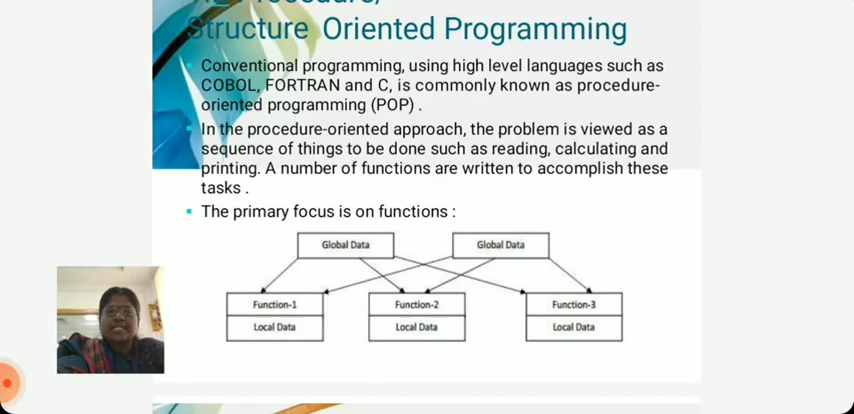 Structure Oriented Programming
Conventional programming, using high level languages such as
COBOL, FORTRAN and C, is commonly known as procedure-
oriented programming (POP) .
In the procedure-oriented approach, the problem is viewed as a
sequence of things to be done such as reading, calculating and
printing. A number of functions are written to accomplish these
tasks .
The primary focus is on functions :
Global Data
Global Data
Function-1
Function-2
Function-3
Local Data
Local Data
Local Data